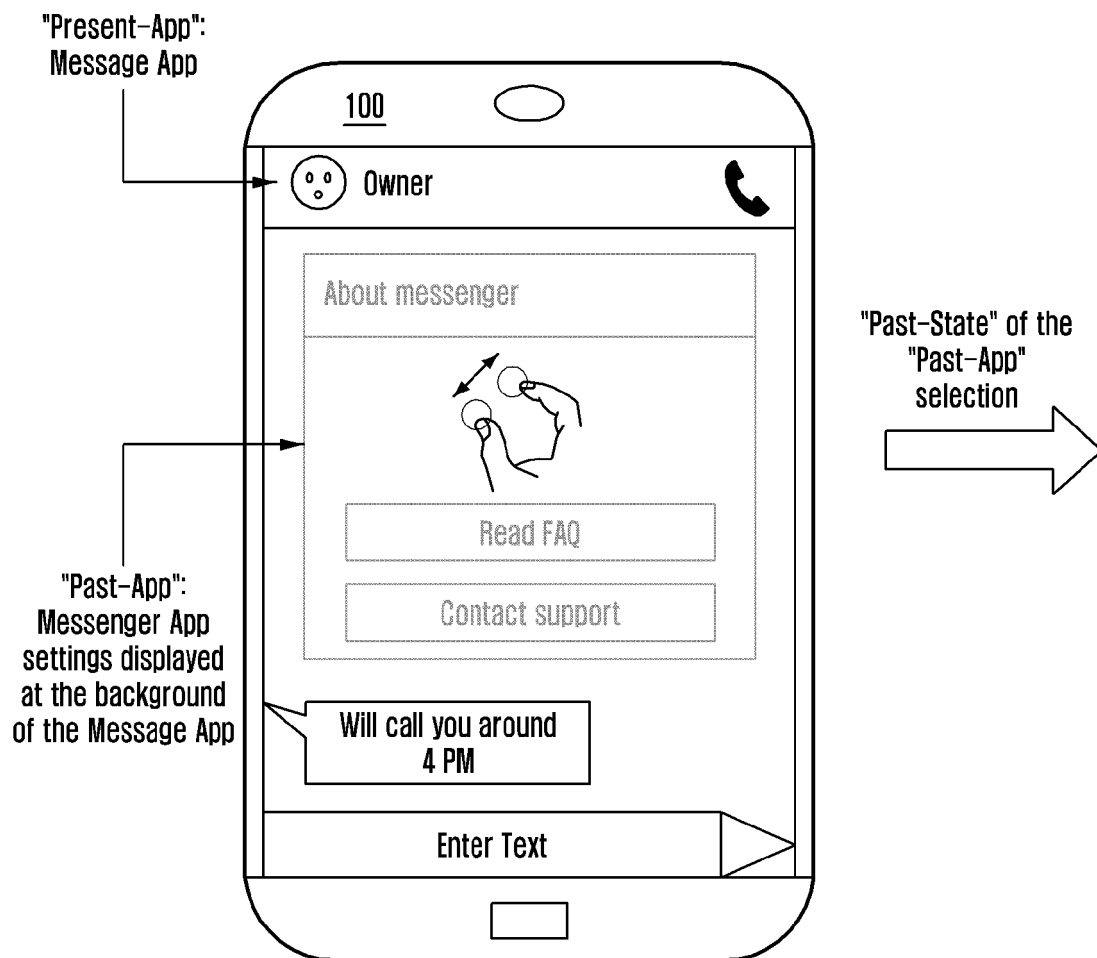 "Present-App":
Message App
100
Owner
About messenger
"Past-State" of the
"Past-App"
selection
Read FAQ
Contact support
"Past-App":
Messenger App
settings displayed
at the background
of the Message App
Will call you around
4 PM
Enter Text